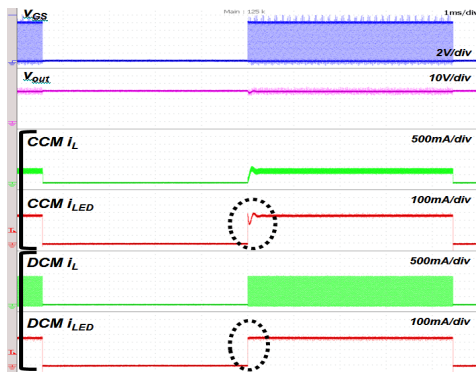 VGS
Main : 125 k
1ms/div
2V/div
Vout
10V/div
CCM iL
500mA/div
CCM iLED
100mA/div
DCM iL
500mA/div
DCM iLED
100mA/div